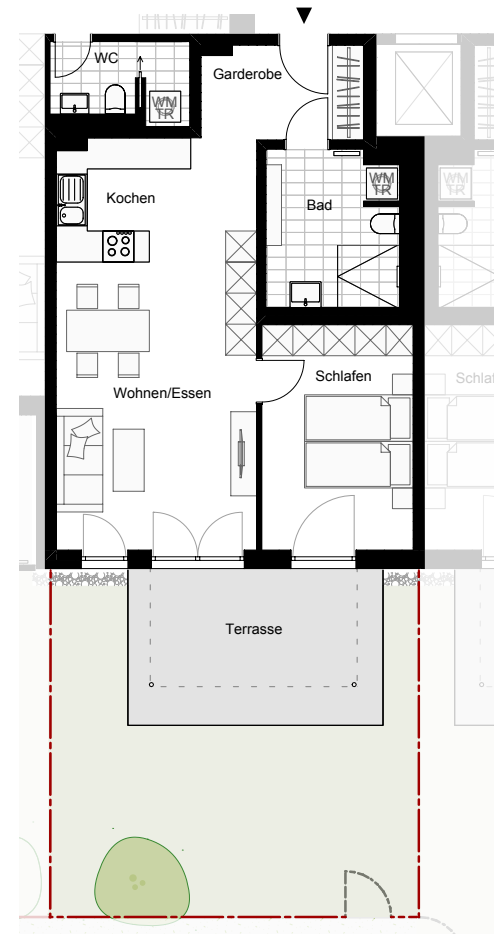 WC
Garderobe
WM
TR
Kochen
Bad
WM
TR
WM
TR
Wohnen/Essen
Schlafen
Schlaf
Terrasse